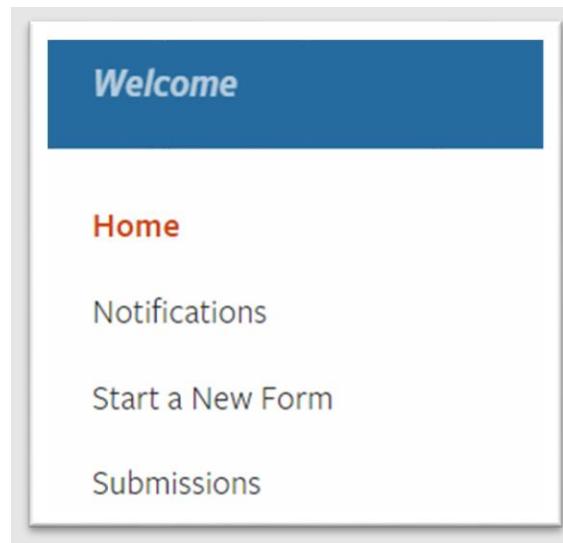 Welcome
Home
Notifications
Start a New Form
Submissions